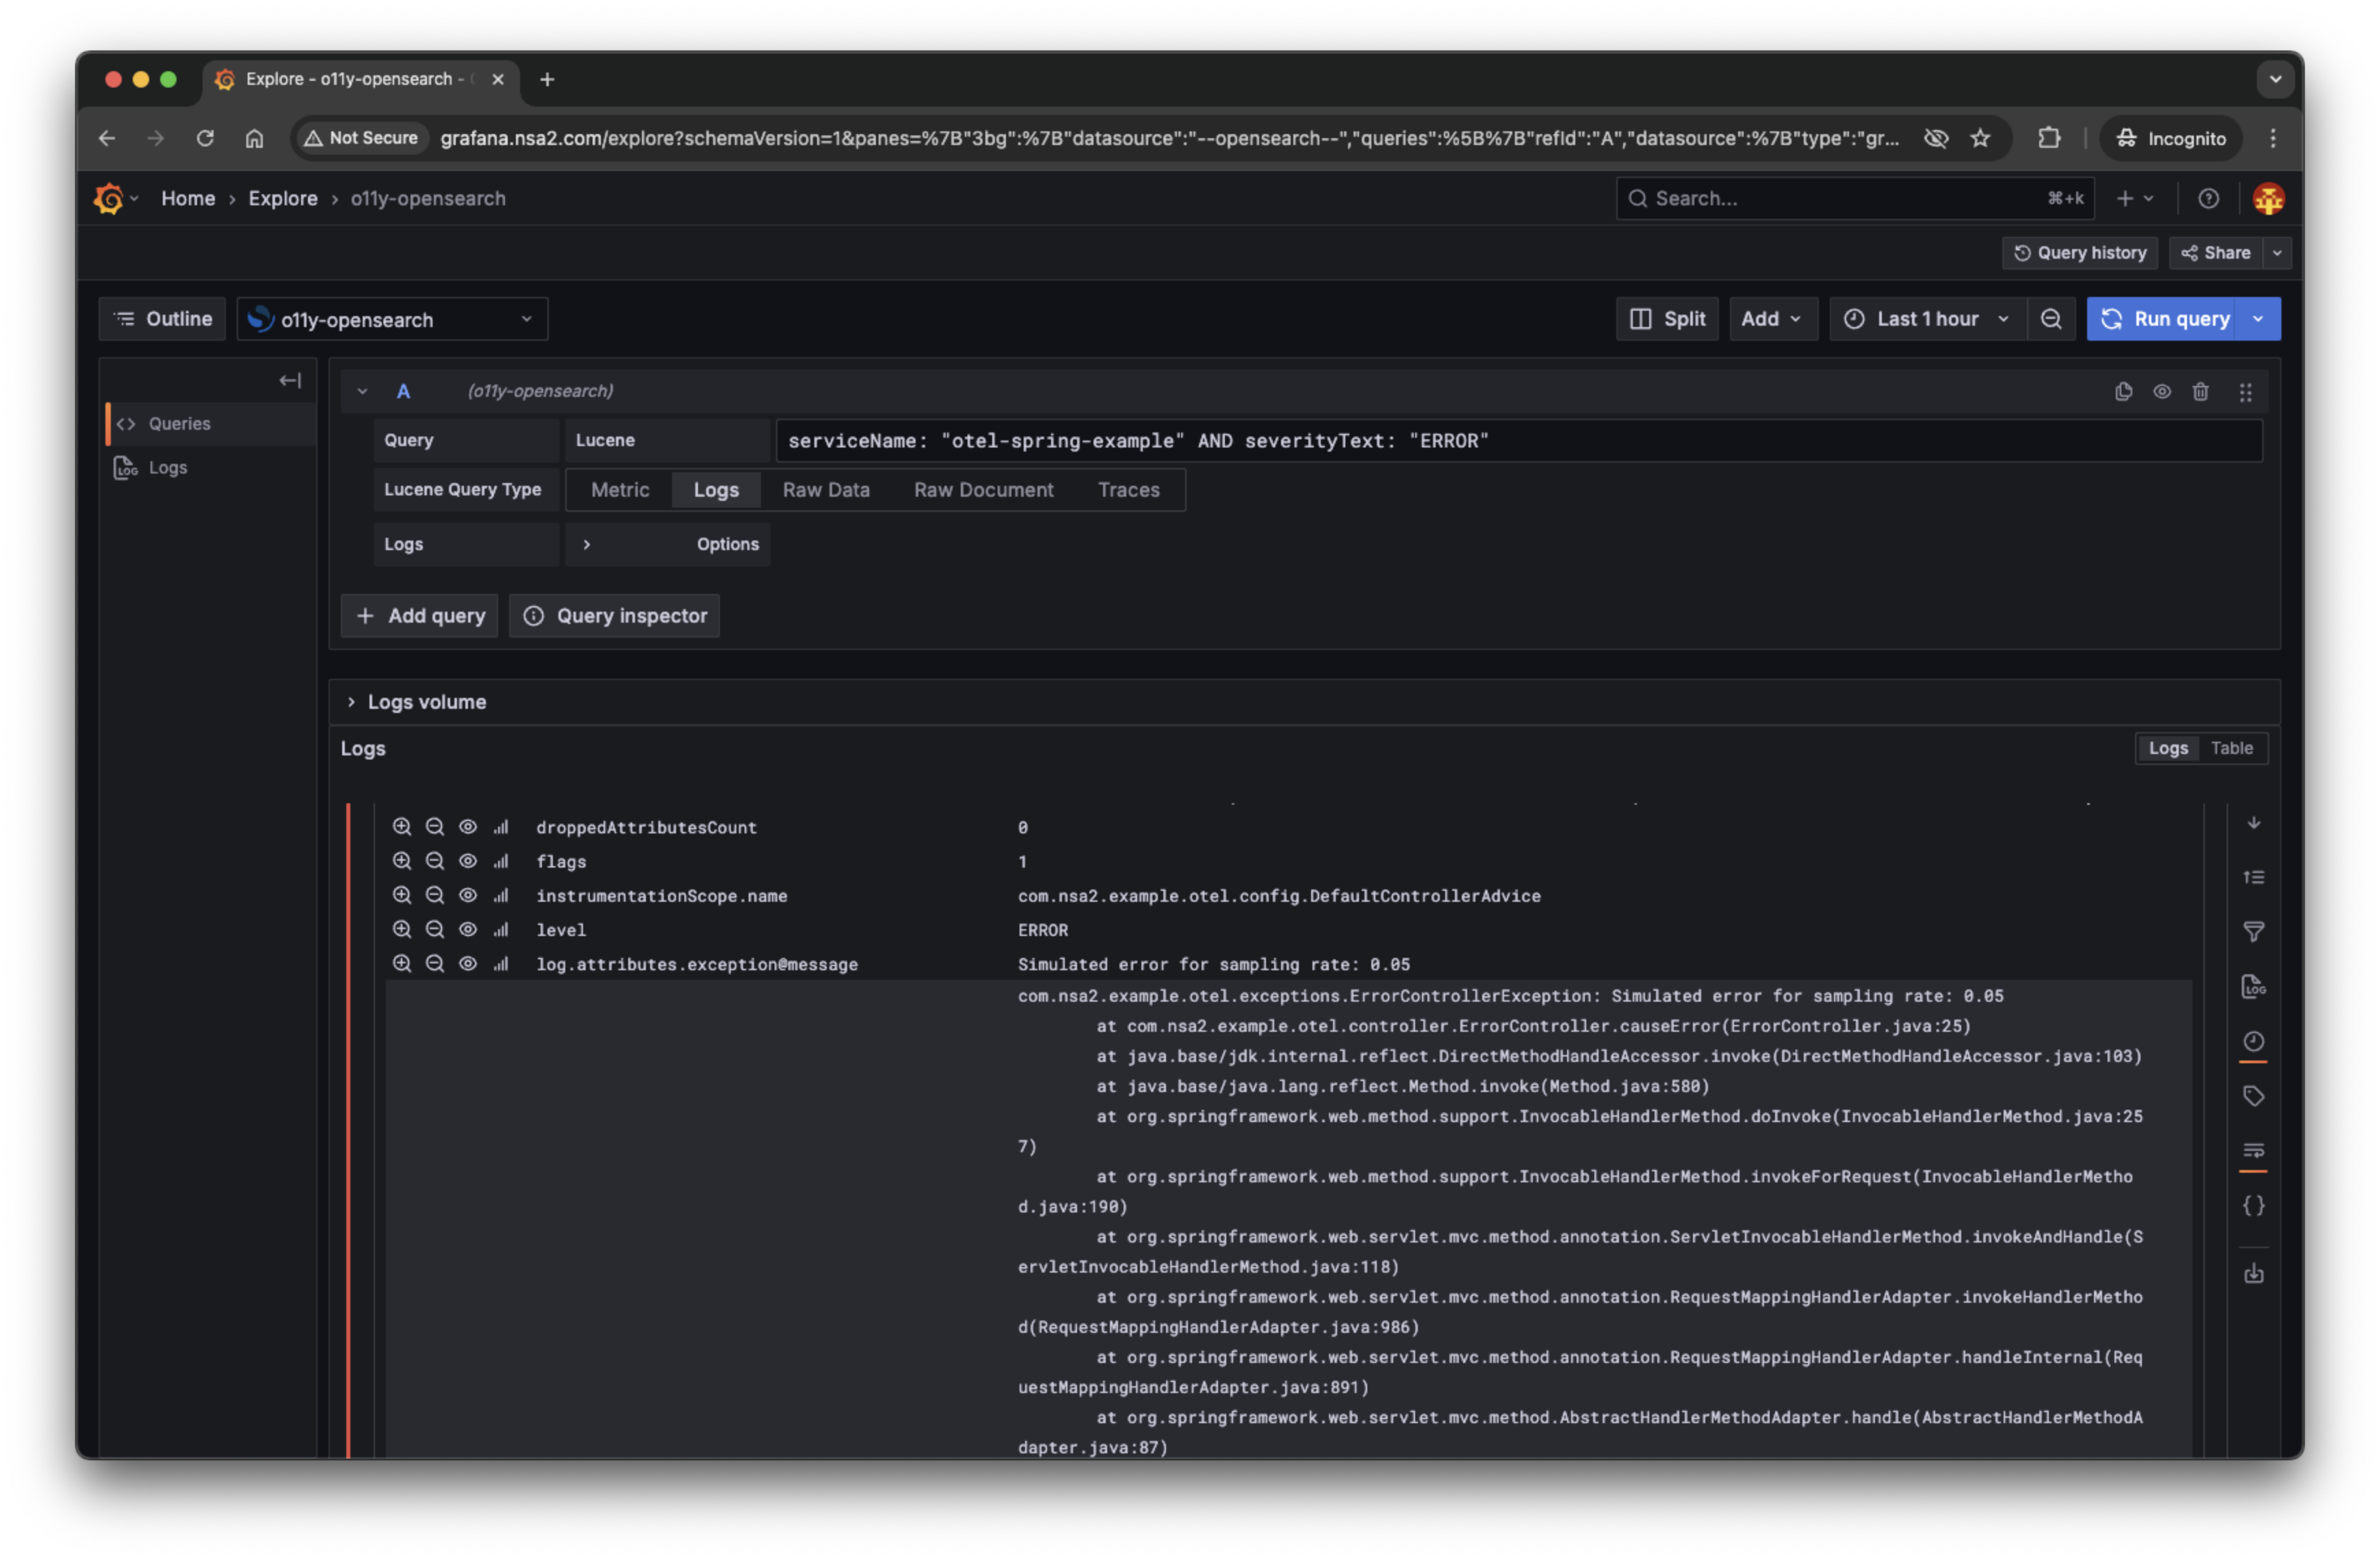 Explore - o11y-opensearch -
Not Secure
grafana.nsa2.com/explore?schemaVersion=1&panes=%7B"3bg":%7B"datasource":"--opensearch--","queries":%5B%7B"refId":"A","datasource":%7B"type":"gr...
Incognito
Home › Explore › o11y-opensearch
Search...
⌘+k
Query history
Share
Outline
o11y-opensearch
Split
Add
Last 1 hour
Run query
Queries
Logs
A
(o11y-opensearch)
Query
Lucene
serviceName: "otel-spring-example" AND severityText: "ERROR"
Lucene Query Type
Metric
Logs
Raw Data
Raw Document
Traces
Logs
Options
+ Add query
Query inspector
Logs volume
Logs
Logs
Table
droppedAttributesCount 0
flags 1
instrumentationScope.name com.nsa2.example.otel.config.DefaultControllerAdvice
level ERROR
log.attributes.exception@message Simulated error for sampling rate: 0.05
com.nsa2.example.otel.exceptions.ErrorControllerException: Simulated error for sampling rate: 0.05
at com.nsa2.example.otel.controller.ErrorController.causeError(ErrorController.java:25)
at java.base/jdk.internal.reflect.DirectMethodHandleAccessor.invoke(DirectMethodHandleAccessor.java:103)
at java.base/java.lang.reflect.Method.invoke(Method.java:580)
at org.springframework.web.method.support.InvocableHandlerMethod.doInvoke(InvocableHandlerMethod.java:25
7)
at org.springframework.web.method.support.InvocableHandlerMethod.invokeForRequest(InvocableHandlerMetho
d.java:190)
at org.springframework.web.servlet.mvc.method.annotation.ServletInvocableHandlerMethod.invokeAndHandle(S
ervletInvocableHandlerMethod.java:118)
at org.springframework.web.servlet.mvc.method.annotation.RequestMappingHandlerAdapter.invokeHandlerMetho
d(RequestMappingHandlerAdapter.java:986)
at org.springframework.web.servlet.mvc.method.annotation.RequestMappingHandlerAdapter.handleInternal(Req
uestMappingHandlerAdapter.java:891)
at org.springframework.web.servlet.mvc.method.AbstractHandlerMethodAdapter.handle(AbstractHandlerMethodA
dapter.java:87)
LOG
LOG